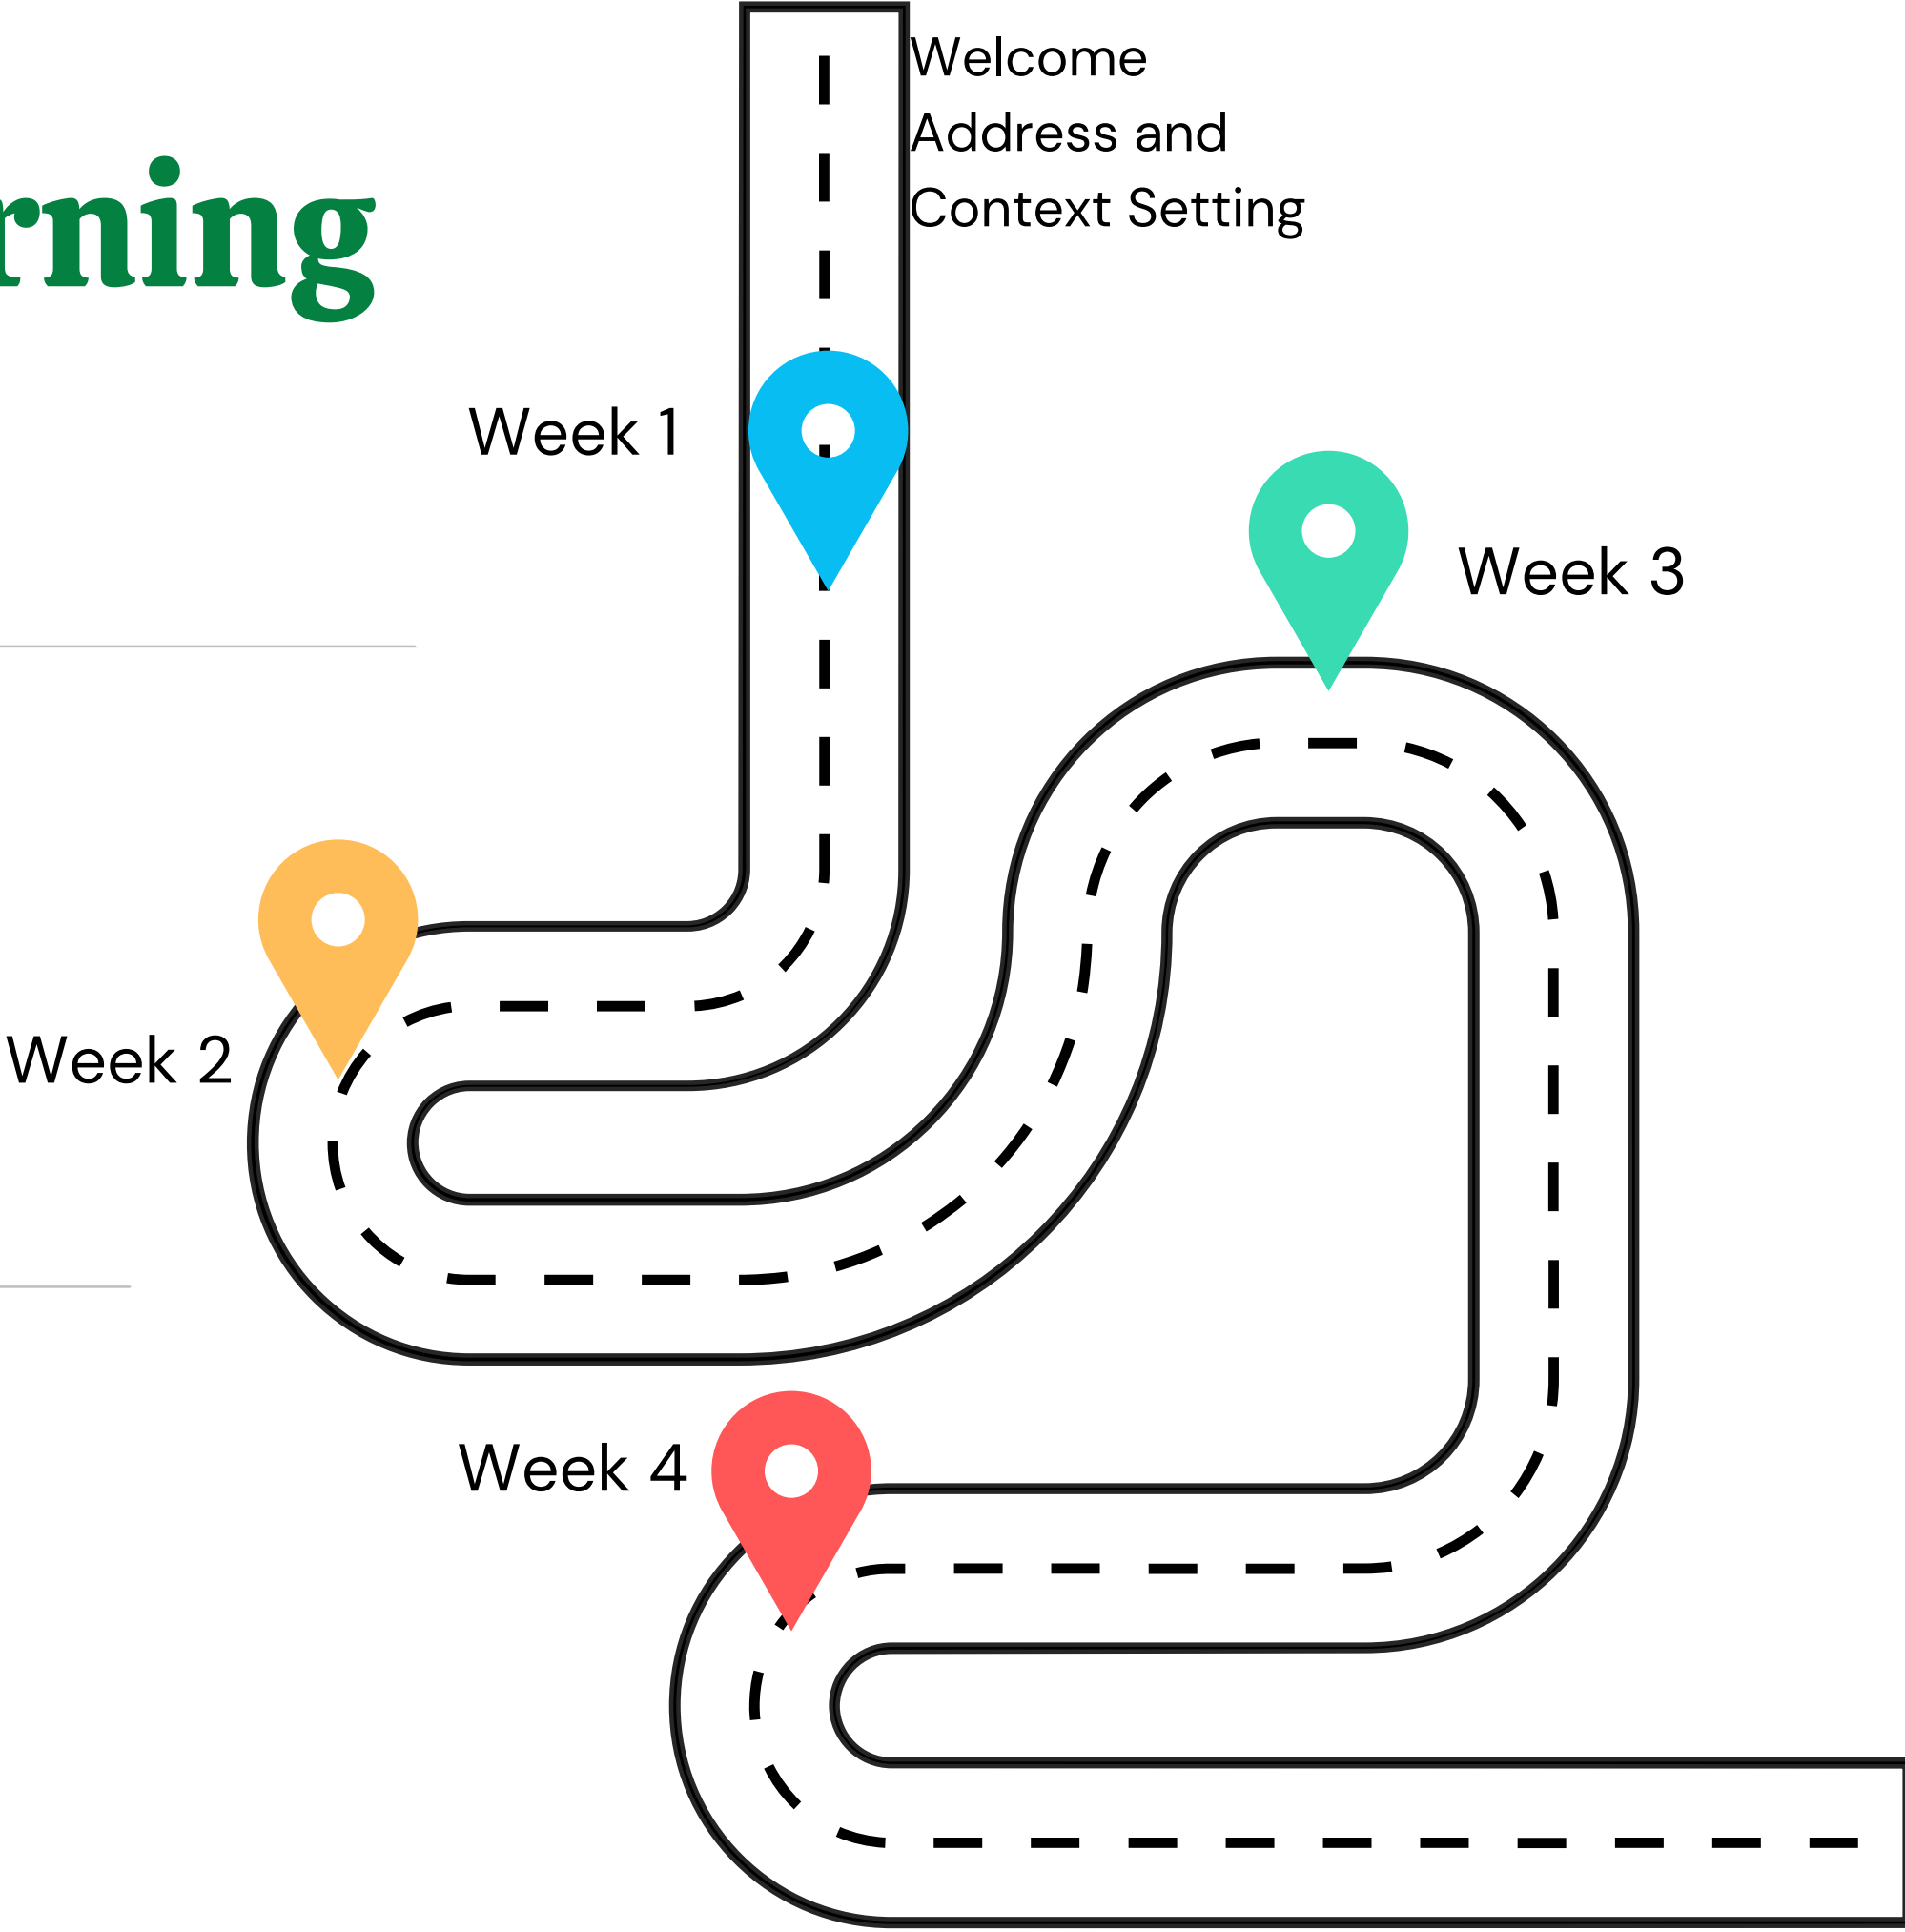 Welcome
Address and
Context Setting
rning
Week 1
Week 3
Week 2
Week 4